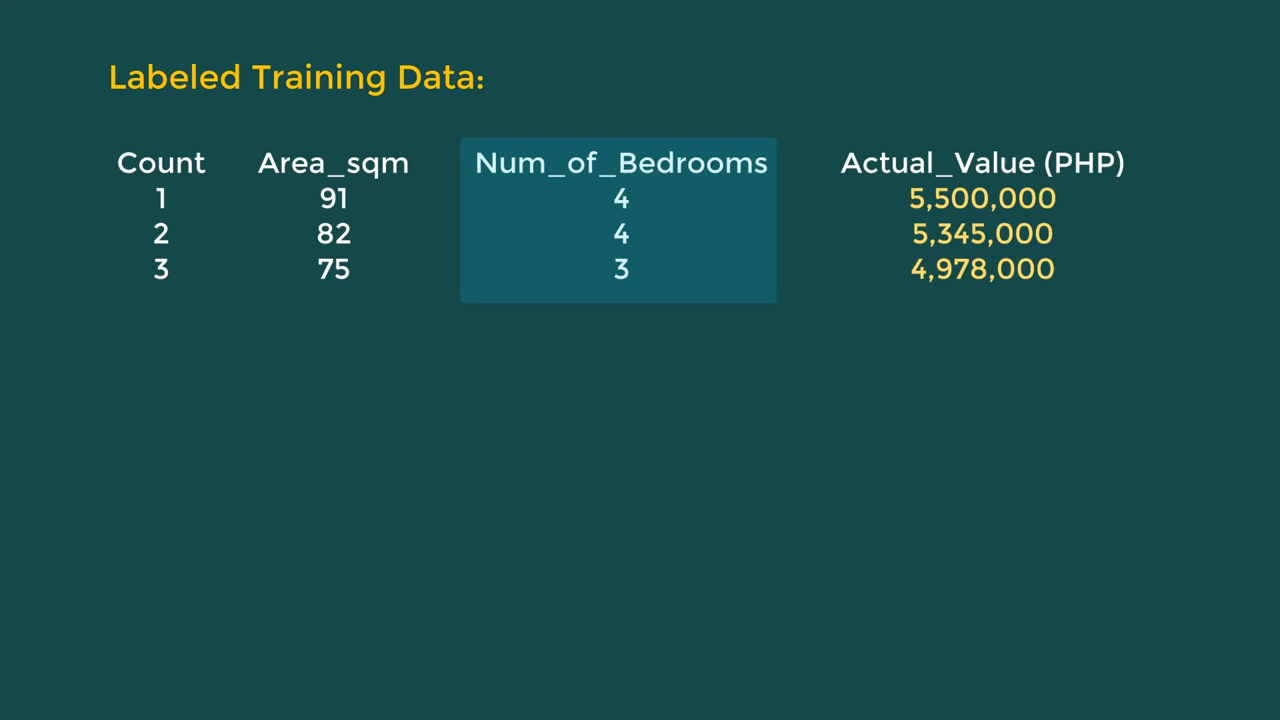 Labeled Training Data:
Count Area_sqm Num_of_Bedrooms Actual_Value (PHP)
1 91 4 5,500,000
2 82 4 5,345,000
3 75 3 4,978,000